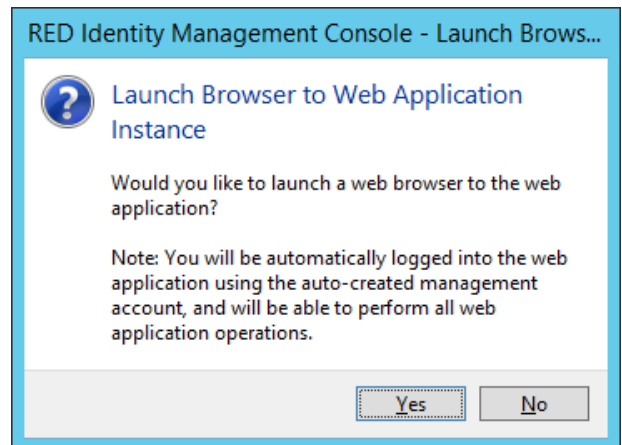 RED Identity Management Console - Launch Brows...
Launch Browser to Web Application
Instance
Would you like to launch a web browser to the web
application?
Note: You will be automatically logged into the web
application using the auto-created management
account, and will be able to perform all web
application operations.
Yes
No